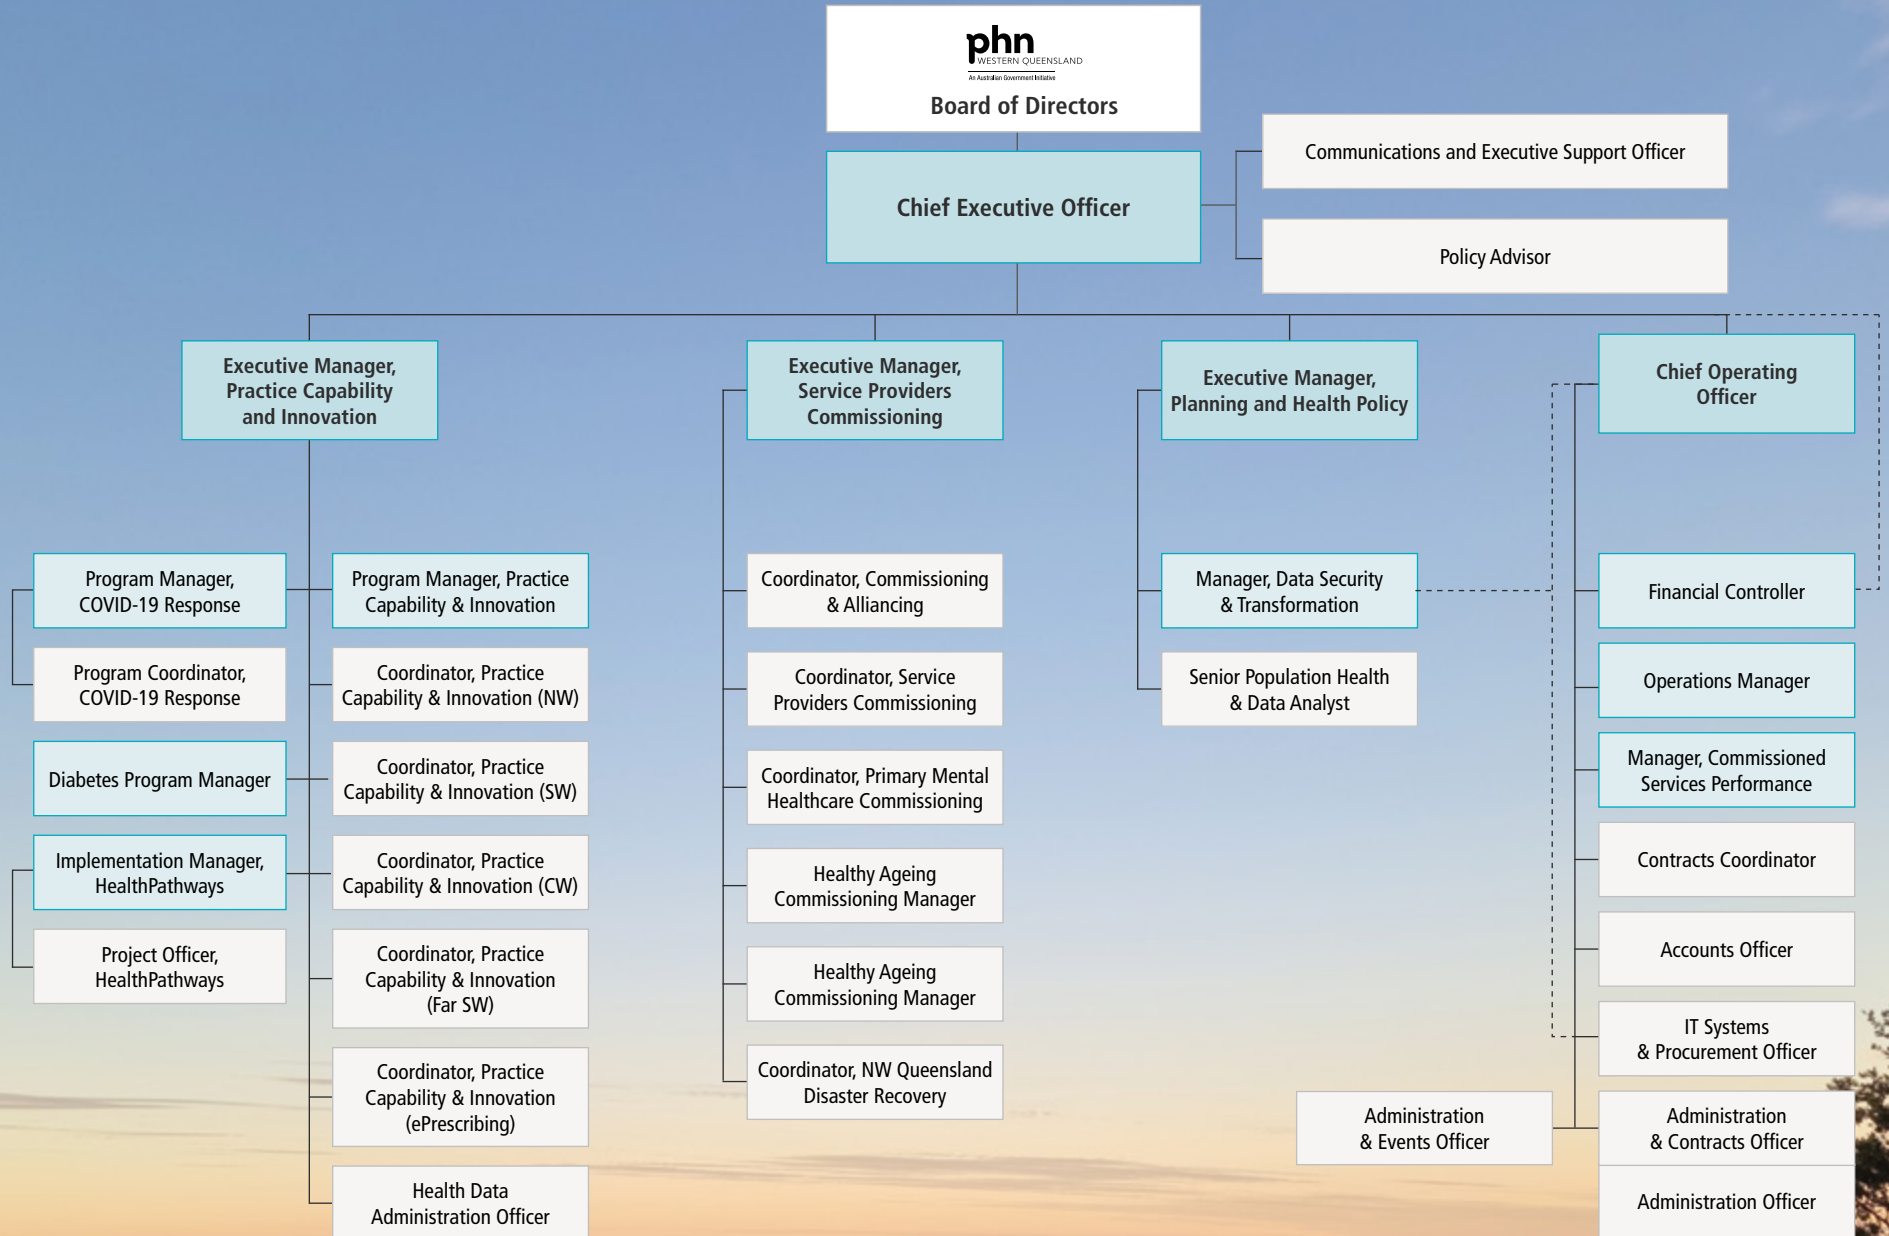 phn
WESTERN QUEENSLAND
An Australian Government Initiative
Board of Directors
Chief Executive Officer
Communications and Executive Support Officer
Policy Advisor
Executive Manager,
Practice Capability
and Innovation
Executive Manager,
Service Providers
Commissioning
Executive Manager,
Planning and Health Policy
Chief Operating
Officer
Program Manager,
COVID-19 Response
Program Coordinator,
COVID-19 Response
Diabetes Program Manager
Implementation Manager,
HealthPathways
Project Officer,
HealthPathways
Program Manager, Practice
Capability & Innovation
Coordinator, Practice
Capability & Innovation (NW)
Coordinator, Practice
Capability & Innovation (SW)
Coordinator, Practice
Capability & Innovation (CW)
Coordinator, Practice
Capability & Innovation
(Far SW)
Coordinator, Practice
Capability & Innovation
(ePrescribing)
Health Data
Administration Officer
Coordinator, Commissioning
& Alliancing
Coordinator, Service
Providers Commissioning
Coordinator, Primary Mental
Healthcare Commissioning
Healthy Ageing
Commissioning Manager
Healthy Ageing
Commissioning Manager
Coordinator, NW Queensland
Disaster Recovery
Manager, Data Security
& Transformation
Senior Population Health
& Data Analyst
Financial Controller
Operations Manager
Manager, Commissioned
Services Performance
Contracts Coordinator
Accounts Officer
IT Systems
& Procurement Officer
Administration
& Events Officer
Administration
& Contracts Officer
Administration Officer